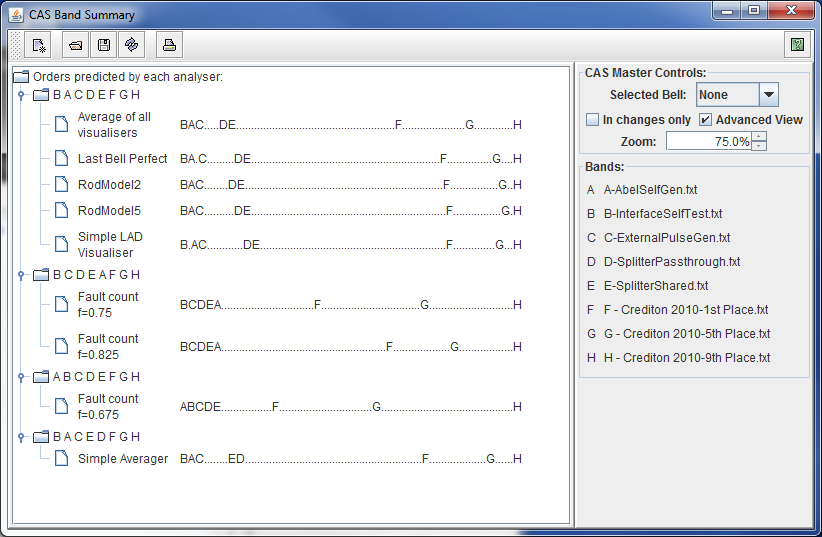 CAS Band Summary
Orders predicted by each analyser:
B A C D E F G H
Average of all
visualisers
BAC.....DE........................................F................G............H
Last Bell Perfect BA.C.......DE................................................F...............G...H
RodModel2 BAC.......DE..................................................F................G..H
RodModel5 BAC.........DE.................................................F................G.H
Simple LAD
Visualiser
B.AC............DE...............................................F..............G...H
B C D E A F G H
Fault count
f=0.75
BCDEA...............................F.................................G............................H
Fault count
f=0.825
BCDEA.......................................................F...................G..................H
A B C D E F G H
Fault count
f=0.675
ABCDE.................F...............................G............................................H
B A C E D F G H
Simple Averager BAC........ED...........................................................F...................G......H
CAS Master Controls:
Selected Bell: None
In changes only Advanced View
Zoom: 75.0%
Bands:
A A-AbelSelfGen.txt
B B-InterfaceSelfTest.txt
C C-ExternalPulseGen.txt
D D-SplitterPassthrough.txt
E E-SplitterShared.txt
F F - Crediton 2010-1st Place.txt
G G - Crediton 2010-5th Place.txt
H H - Crediton 2010-9th Place.txt